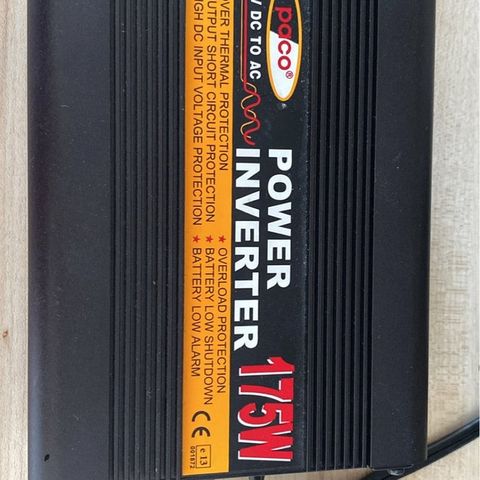 paco®
V DC TO AC
POWER
INVERTER 175W
OVER THERMAL PROTECTION ★ OVERLOAD PROTECTION
OUTPUT SHORT CIRCUIT PROTECTION ★ BATTERY LOW SHUTDOWN
HIGH DC INPUT VOLTAGE PROTECTION ★ BATTERY LOW ALARM
CE
e13
001872